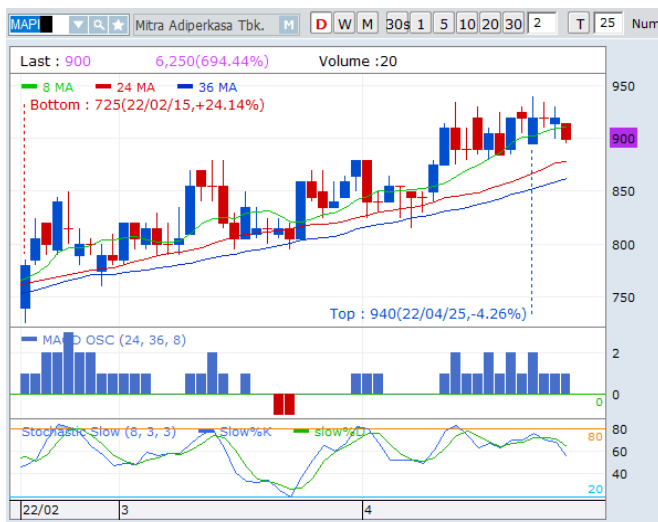 MAPI Mitra Adiperkasa Tbk. M D W M 30s 1 5 10 20 30 2 T 25 Num
Last : 900 6,250(694.44%) Volume :20
8 MA 24 MA 36 MA
Bottom : 725(22/02/15,+24.14%)
950
900
850
800
750
Top : 940(22/04/25,-4.26%)
MACD OSC (24, 36, 8)
2
0
0
Stochastic Slow (8, 3, 3) Slow%K slow%D
80
80
60
40
20
22/02 3 4